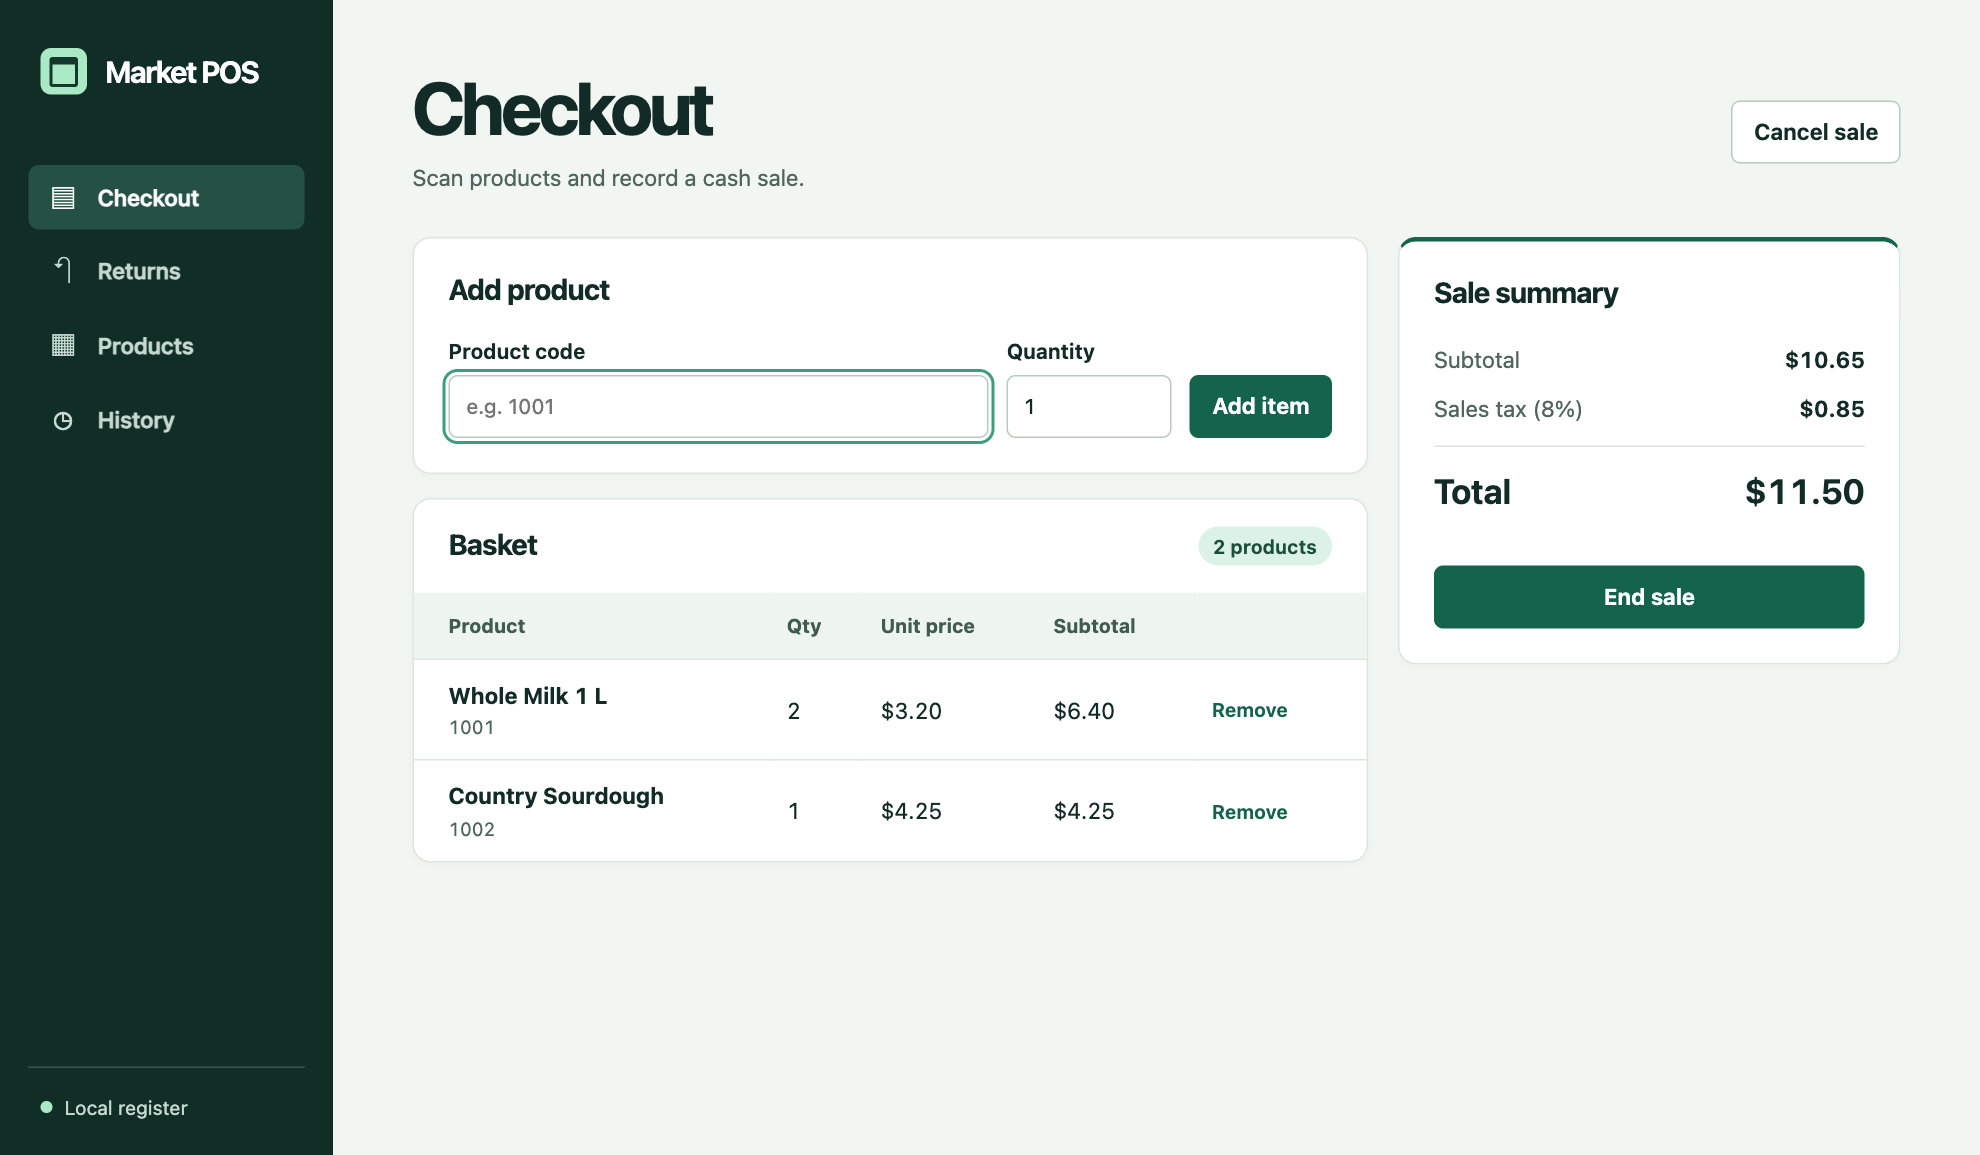 Market POS
Checkout
Returns
Products
History
Local register
Checkout
Scan products and record a cash sale.
Cancel sale
Add product
Product code
Quantity
e.g. 1001
1
Add item
Basket
2 products
Product Qty Unit price Subtotal
Whole Milk 1 L
1001
2 $3.20 $6.40 Remove
Country Sourdough
1002
1 $4.25 $4.25 Remove
Sale summary
Subtotal $10.65
Sales tax (8%) $0.85
Total $11.50
End sale